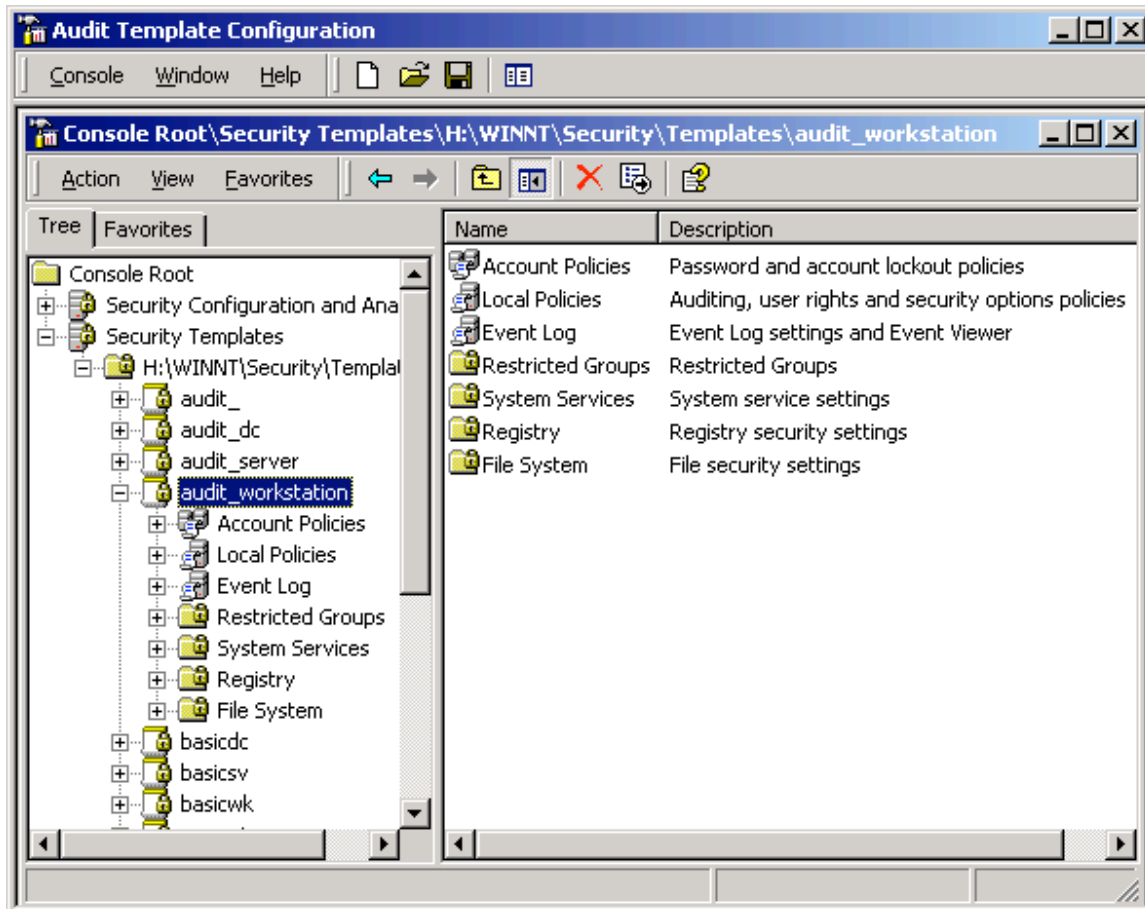 Audit Template Configuration
Console Window Help
Console Root\Security Templates\H:\WINNT\Security\Templates\audit_workstation
Action View Favorites
Tree Favorites
Console Root
Security Configuration and Ana
Security Templates
H:\WINNT\Security\Templat
audit_
audit_dc
audit_server
audit_workstation
Account Policies
Local Policies
Event Log
Restricted Groups
System Services
Registry
File System
basicdc
basicsv
basicwk
Name Description
Account Policies Password and account lockout policies
Local Policies Auditing, user rights and security options policies
Event Log Event Log settings and Event Viewer
Restricted Groups Restricted Groups
System Services System service settings
Registry Registry security settings
File System File security settings